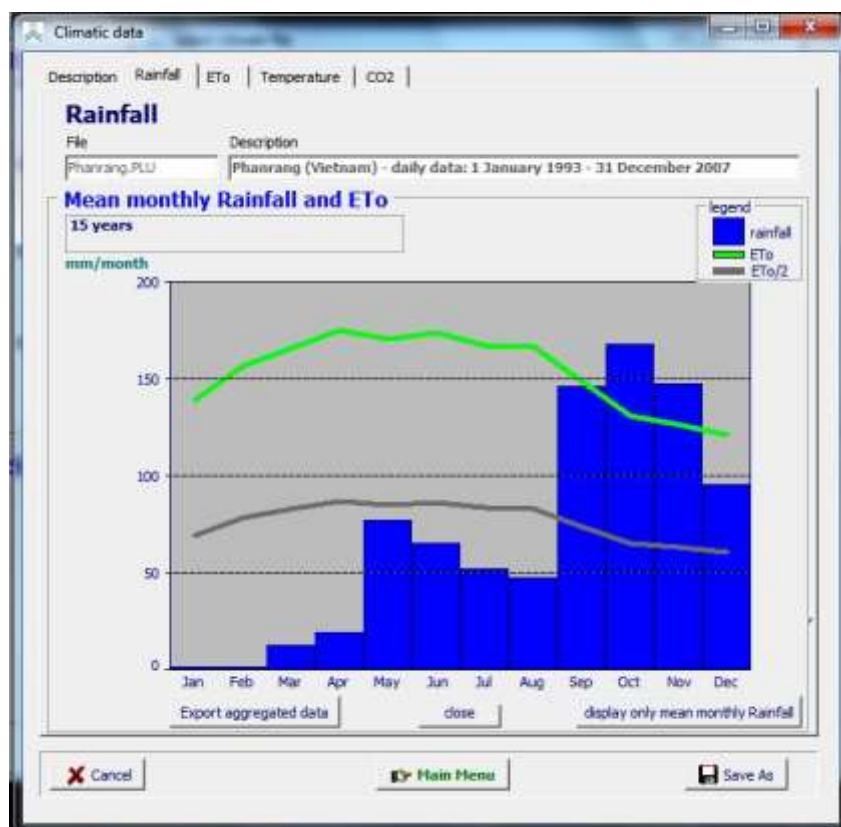 Climatic data
Description Rainfall ETo Temperature CO2
Rainfall
File Description
Phanrang.PLU Phanrang (Vietnam) - daily data: 1 January 1993 - 31 December 2007
Mean monthly Rainfall and ETo
15 years
legend
rainfall
ETo
ETo/2
mm/month
200
150
100
50
0
Jan Feb Mar Apr May Jun Jul Aug Sep Oct Nov Dec
Export aggregated data close display only mean monthly Rainfall
Cancel Main Menu Save As